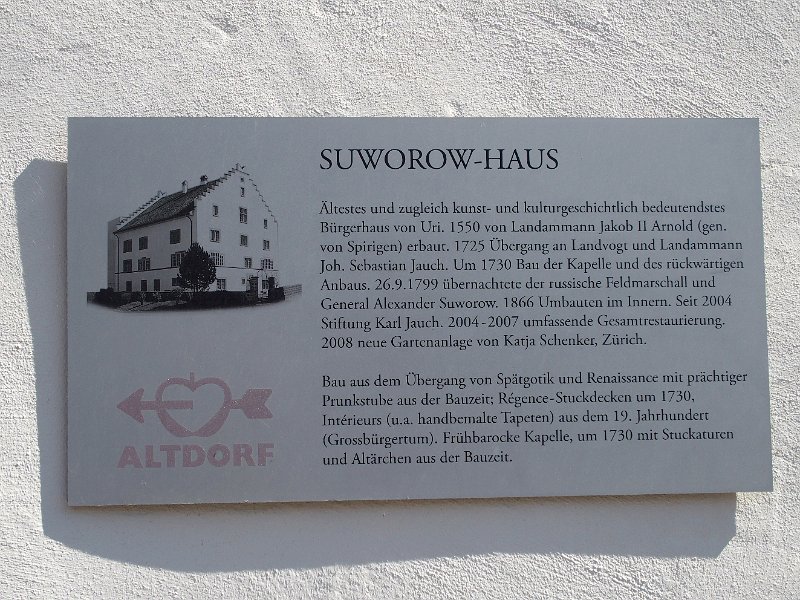 SUWOROW-HAUS
Ältestes und zugleich kunst- und kulturgeschichtlich bedeutendstes
Bürgerhaus von Uri. 1550 von Landammann Jakob II Arnold (gen.
von Spirigen) erbaut. 1725 Übergang an Landvogt und Landammann
Joh. Sebastian Jauch. Um 1730 Bau der Kapelle und des rückwärtigen
Anbaus. 26.9.1799 übernachtete der russische Feldmarschall und
General Alexander Suworow. 1866 Umbauten im Innern. Seit 2004
Stiftung Karl Jauch. 2004-2007 umfassende Gesamtrestaurierung.
2008 neue Gartenanlage von Katja Schenker, Zürich.
Bau aus dem Übergang von Spätgotik und Renaissance mit prächtiger
Prunkstube aus der Bauzeit; Régence-Stuckdecken um 1730,
Intérieurs (u.a. handbemalte Tapeten) aus dem 19. Jahrhundert
(Grossbürgertum). Frühbarocke Kapelle, um 1730 mit Stuckaturen
und Altärchen aus der Bauzeit.
ALTDORF